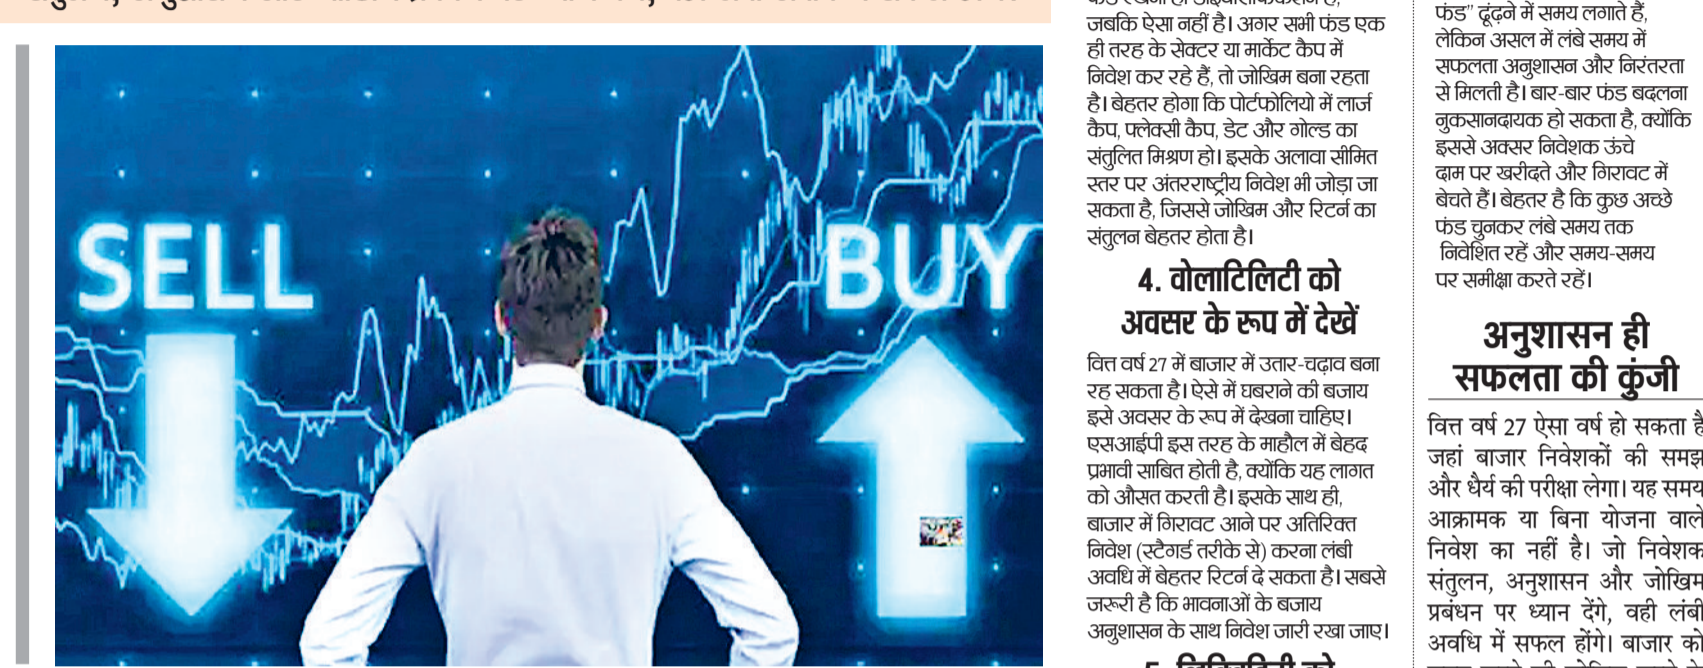 SELL
BUY
जबकि ऐसा नहीं है। अगर सभी फंड एक
ही तरह के सेक्टर या मार्केट कैप में
निवेश कर रहे हैं, तो जोखिम बना रहता
है। बेहतर होगा कि पोर्टफोलियो में लार्ज
कैप, फ्लेक्सी कैप, डेट और गोल्ड का
संतुलित मिश्रण हो। इसके अलावा सीमित
स्तर पर अंतरराष्ट्रीय निवेश भी जोड़ा जा
सकता है, जिससे जोखिम और रिटर्न का
संतुलन बेहतर होता है।
4. वोलाटिलिटी को
अवसर के रूप में देखें
वित्त वर्ष 27 में बाजार में उतार-चढ़ाव बना
रह सकता है। ऐसे में घबराने की बजाय
इसे अवसर के रूप में देखना चाहिए।
एसआईपी इस तरह के माहौल में बेहद
प्रभावी साबित होती है, क्योंकि यह लागत
को औसत करती है। इसके साथ ही,
बाजार में गिरावट आने पर अतिरिक्त
निवेश (स्टैगर्ड तरीके से) करना लंबी
अवधि में बेहतर रिटर्न दे सकता है। सबसे
जरूरी है कि भावनाओं के बजाय
अनुशासन के साथ निवेश जारी रखा जाए।
फंड” ढूंढ़ने में समय लगाते हैं,
लेकिन असल में लंबे समय में
सफलता अनुशासन और निरंतरता
से मिलती है। बार-बार फंड बदलना
नुकसानदायक हो सकता है, क्योंकि
इससे अक्सर निवेशक ऊंचे
दाम पर खरीदते और गिरावट में
बेचते हैं। बेहतर है कि कुछ अच्छे
फंड चुनकर लंबे समय तक
निवेशित रहें और समय-समय
पर समीक्षा करते रहें।
अनुशासन ही
सफलता की कुंजी
वित्त वर्ष 27 ऐसा वर्ष हो सकता है
जहां बाजार निवेशकों की समझ
और धैर्य की परीक्षा लेगा। यह समय
आक्रामक या बिना योजना वाले
निवेश का नहीं है। जो निवेशक
संतुलन, अनुशासन और जोखिम
प्रबंधन पर ध्यान देंगे, वही लंबी
अवधि में सफल होंगे। बाजार को